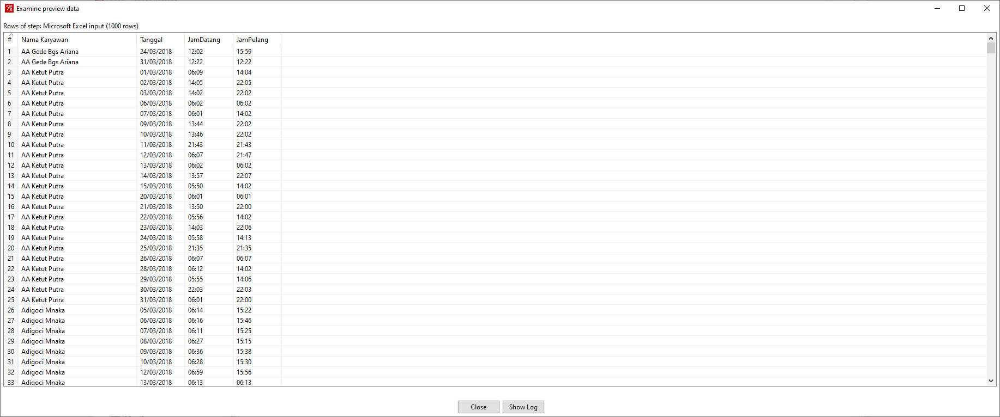 Examine preview data
Rows of step: Microsoft Excel input (1000 rows)
# Nama Karyawan Tanggal JamDatang JamPulang
1 AA Gede Bgs Ariana 24/03/2018 12:02 15:59
2 AA Gede Bgs Ariana 31/03/2018 12:22 12:22
3 AA Ketut Putra 01/03/2018 06:09 14:04
4 AA Ketut Putra 02/03/2018 14:05 22:05
5 AA Ketut Putra 03/03/2018 14:02 22:02
6 AA Ketut Putra 06/03/2018 06:02 06:02
7 AA Ketut Putra 07/03/2018 06:01 14:02
8 AA Ketut Putra 09/03/2018 13:44 22:02
9 AA Ketut Putra 10/03/2018 13:46 22:02
10 AA Ketut Putra 11/03/2018 21:43 21:43
11 AA Ketut Putra 12/03/2018 06:07 21:47
12 AA Ketut Putra 13/03/2018 06:02 06:02
13 AA Ketut Putra 14/03/2018 13:57 22:07
14 AA Ketut Putra 15/03/2018 05:50 14:02
15 AA Ketut Putra 20/03/2018 06:01 06:01
16 AA Ketut Putra 21/03/2018 13:50 22:00
17 AA Ketut Putra 22/03/2018 05:56 14:02
18 AA Ketut Putra 23/03/2018 14:03 22:06
19 AA Ketut Putra 24/03/2018 05:58 14:13
20 AA Ketut Putra 25/03/2018 21:35 21:35
21 AA Ketut Putra 26/03/2018 06:07 06:07
22 AA Ketut Putra 28/03/2018 06:12 14:02
23 AA Ketut Putra 29/03/2018 05:55 14:06
24 AA Ketut Putra 30/03/2018 22:03 22:03
25 AA Ketut Putra 31/03/2018 06:01 22:00
26 Adigoci Mnaka 05/03/2018 06:14 15:22
27 Adigoci Mnaka 06/03/2018 06:16 15:46
28 Adigoci Mnaka 07/03/2018 06:11 15:25
29 Adigoci Mnaka 08/03/2018 06:27 15:15
30 Adigoci Mnaka 09/03/2018 06:36 15:38
31 Adigoci Mnaka 10/03/2018 06:28 15:30
32 Adigoci Mnaka 12/03/2018 06:59 15:56
33 Adigoci Mnaka 13/03/2018 06:13 06:13
Close Show Log